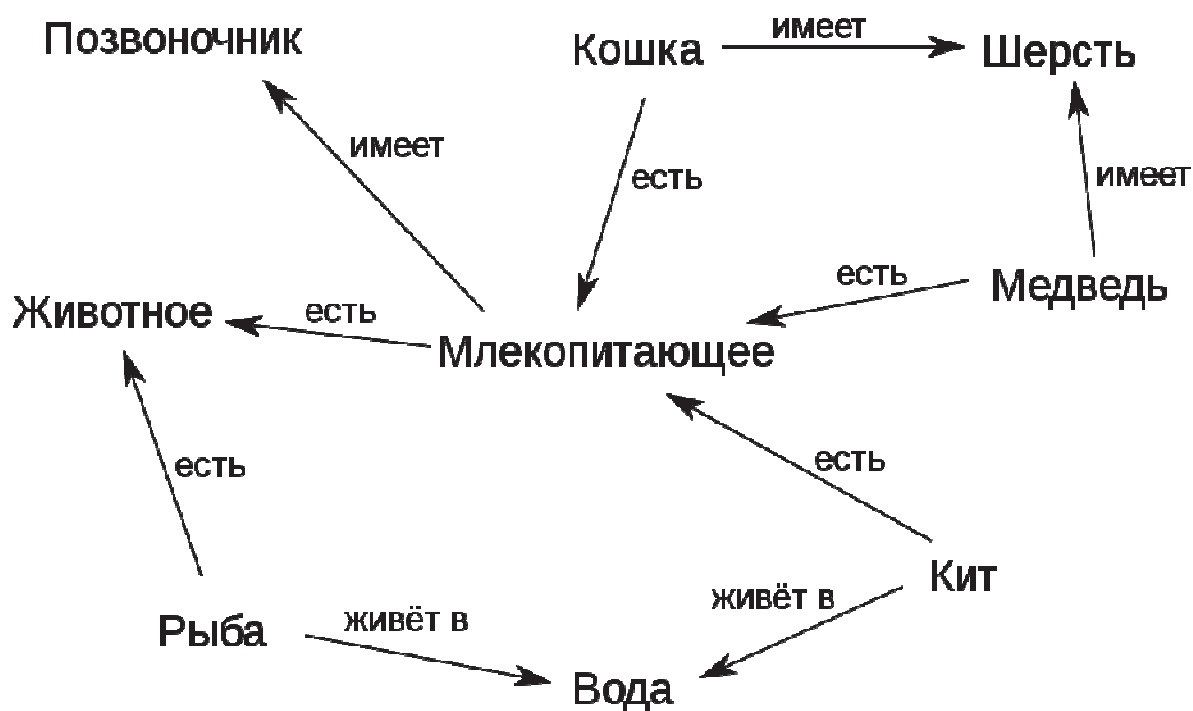 Позвоночник
Кошка
имеет
Шерсть
имеет
есть
имеет
есть
Медведь
Животное
есть
Млекопитающее
есть
есть
Кит
живёт в
Рыба
живёт в
Вода